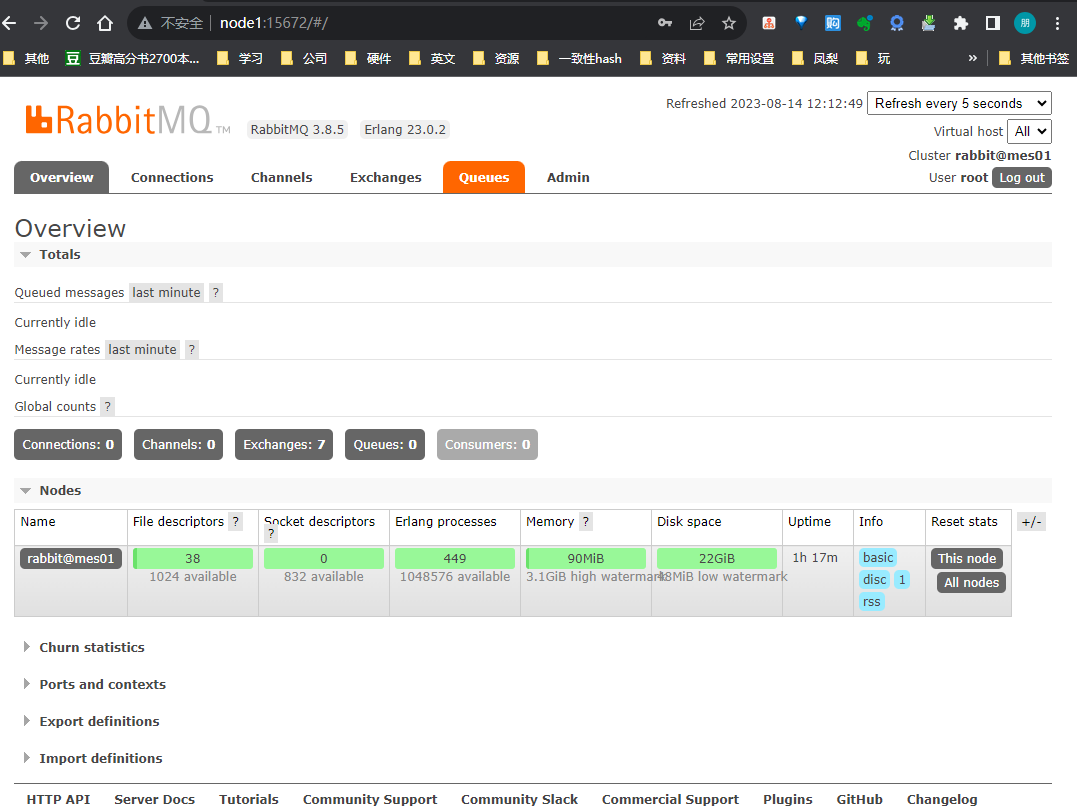 不安全 node1:15672/#/
朋
其他 豆 豆瓣高分书2700本... 学习 公司 硬件 英文 资源 一致性hash 资料 常用设置 凤梨 玩 » 其他书签
RabbitMQ TM RabbitMQ 3.8.5 Erlang 23.0.2
Refreshed 2023-08-14 12:12:49 Refresh every 5 seconds
Virtual host All
Cluster rabbit@mes01
User root Log out
Overview Connections Channels Exchanges Queues Admin
Overview
Totals
Queued messages last minute ?
Currently idle
Message rates last minute ?
Currently idle
Global counts ?
Connections: 0 Channels: 0 Exchanges: 7 Queues: 0 Consumers: 0
Nodes
Name File descriptors ? Socket descriptors ? Erlang processes Memory ? Disk space Uptime Info Reset stats +/-
rabbit@mes01 38 0 449 90MiB 22GiB 1h 17m basic This node
1024 available 832 available 1048576 available 3.1GiB high watermark 48MiB low watermark disc 1 All nodes
rss
Churn statistics
Ports and contexts
Export definitions
Import definitions
HTTP API Server Docs Tutorials Community Support Community Slack Commercial Support Plugins GitHub Changelog